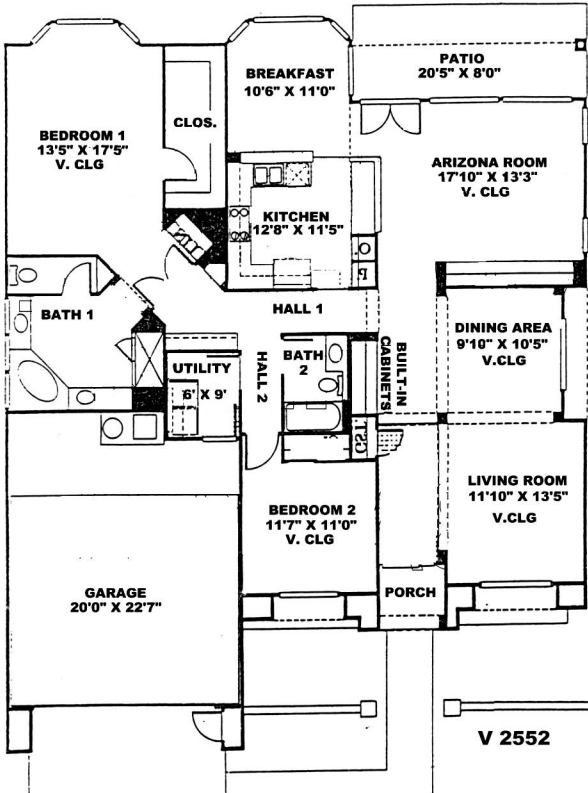 PATIO
20'5" X 8'0"
BREAKFAST
10'6" X 11'0"
CLOS.
BEDROOM 1
13'5" X 17'5"
V. CLG
ARIZONA ROOM
17'10" X 13'3"
V. CLG
KITCHEN
12'8" X 11'5"
O
P
BATH 1
HALL 1
DINING AREA
9'10" X 10'5"
V.CLG
UTILITY
6' X 9'
HALL 2
BATH
2
BUILT-IN
CABINETS
LIVING ROOM
11'10" X 13'5"
V.CLG
BEDROOM 2
11'7" X 11'0"
V. CLG
GARAGE
20'0" X 22'7"
PORCH
V 2552